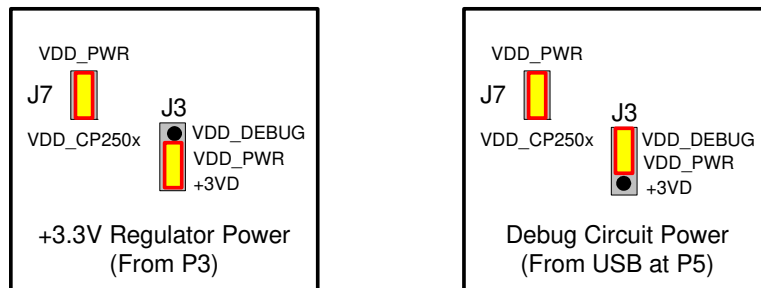 VDD_PWR
J7
VDD_CP250x
J3
VDD_DEBUG
VDD_PWR
+3VD
+3.3V Regulator Power
(From P3)
VDD_PWR
J7
VDD_CP250x
J3
VDD_DEBUG
VDD_PWR
+3VD
Debug Circuit Power
(From USB at P5)